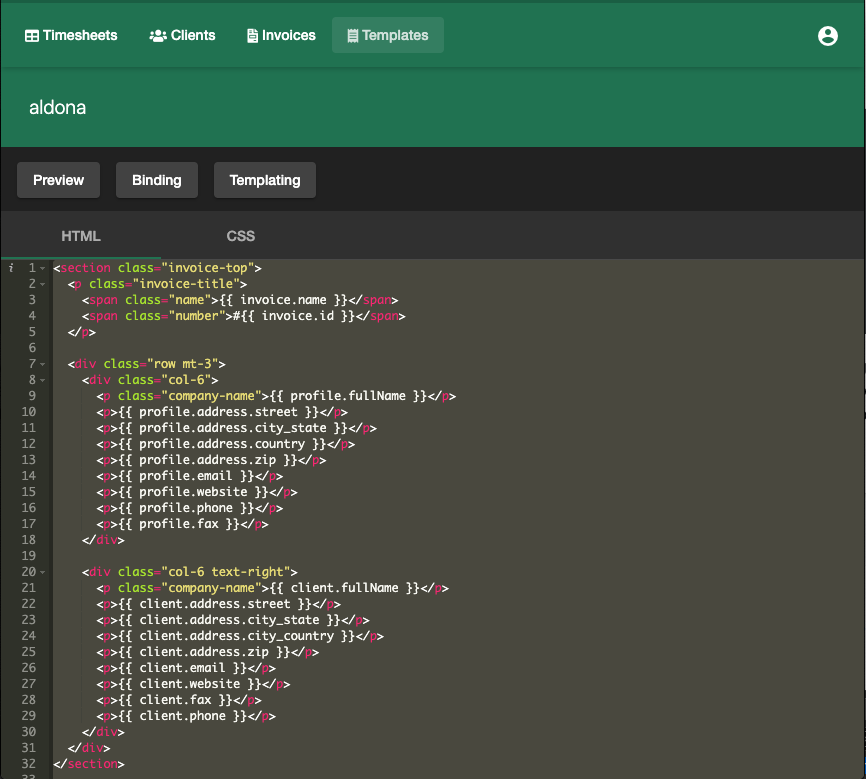 Timesheets Clients Invoices Templates
aldona
Preview Binding Templating
HTML CSS
i 1 <section class="invoice-top">
2 <p class="invoice-title">
3 <span class="name">{{ invoice.name }}</span>
4 <span class="number">#{{ invoice.id }}</span>
5 </p>
6
7 <div class="row mt-3">
8 <div class="col-6">
9 <p class="company-name">{{ profile.fullName }}</p>
10 <p>{{ profile.address.street }}</p>
11 <p>{{ profile.address.city_state }}</p>
12 <p>{{ profile.address.country }}</p>
13 <p>{{ profile.address.zip }}</p>
14 <p>{{ profile.email }}</p>
15 <p>{{ profile.website }}</p>
16 <p>{{ profile.phone }}</p>
17 <p>{{ profile.fax }}</p>
18 </div>
19
20 <div class="col-6 text-right">
21 <p class="company-name">{{ client.fullName }}</p>
22 <p>{{ client.address.street }}</p>
23 <p>{{ client.address.city_state }}</p>
24 <p>{{ client.address.city_country }}</p>
25 <p>{{ client.address.zip }}</p>
26 <p>{{ client.email }}</p>
27 <p>{{ client.website }}</p>
28 <p>{{ client.fax }}</p>
29 <p>{{ client.phone }}</p>
30 </div>
31 </div>
32 </section>
33